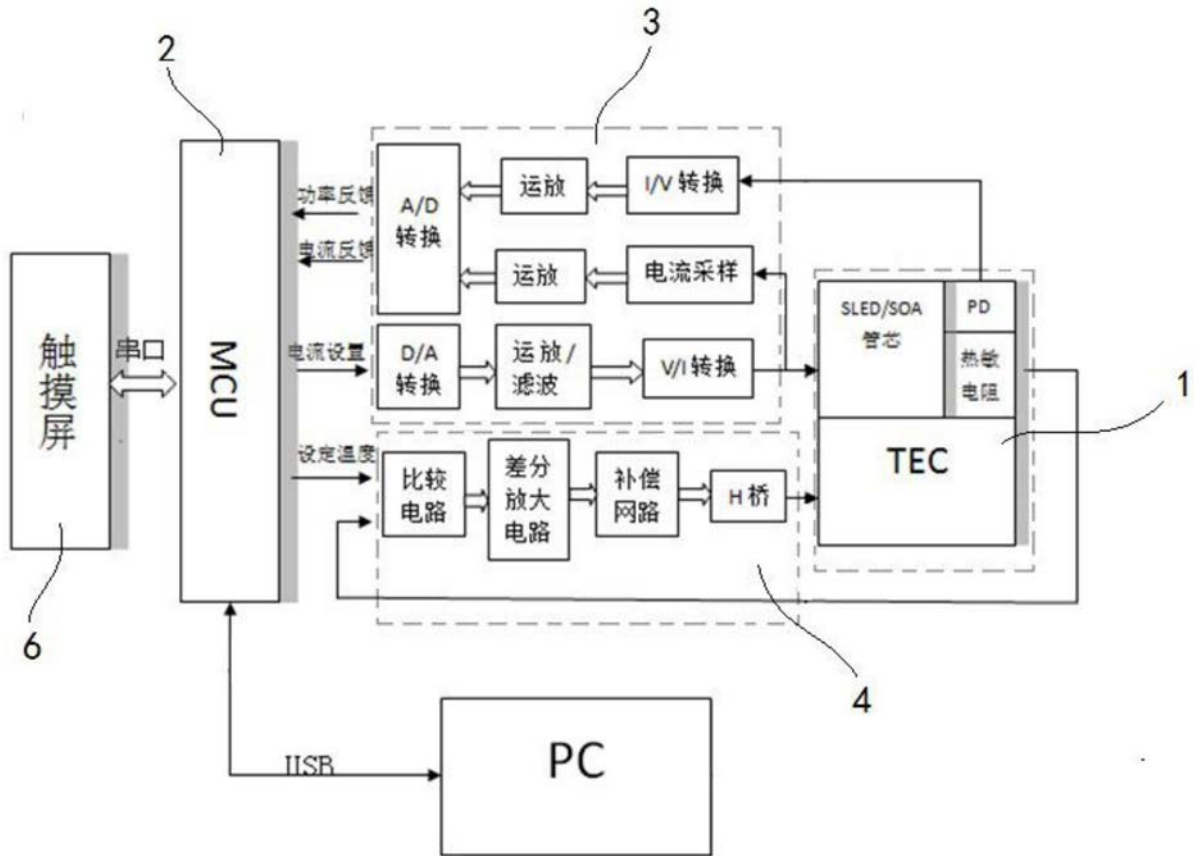 2
3
功率反馈
A/D
转换
运放
I/V 转换
电流反馈
运放
电流采样
触
摸
屏
串口
MCU
电流设置
D/A
转换
运放/
滤波
V/I转换
SLED/SOA
管芯
PD
热敏
电阻
1
设定温度
比较
电路
差分
放大
电路
补偿
网路
H 桥
TEC
6
4
USB
PC